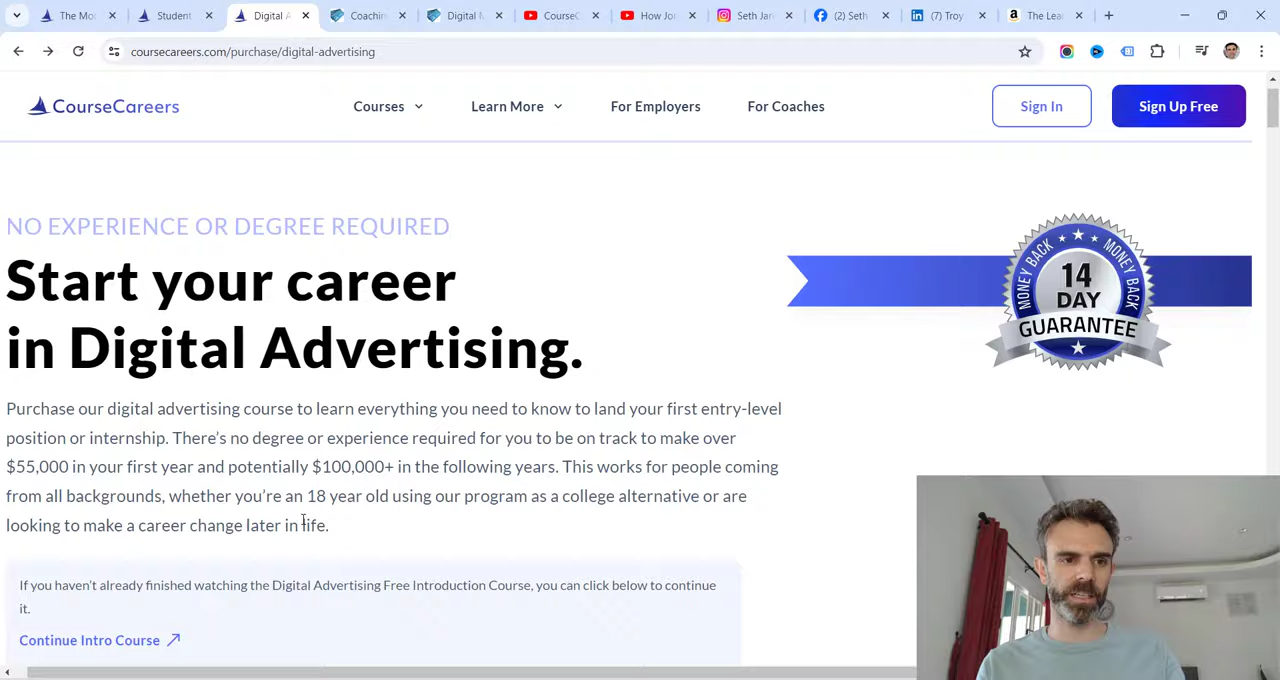 The Mo
Student
Digital A
Coachin
Digital I
CourseC
How Jo
Seth Jar
(2) Seth
(7) Troy
The Lea
coursecareers.com/purchase/digital-advertising
CourseCareers
Courses
Learn More
For Employers
For Coaches
Sign In
Sign Up Free
NO EXPERIENCE OR DEGREE REQUIRED
Start your career
in Digital Advertising.
MONEY BACK
MONEY BACK
14
DAY
GUARANTEE
Purchase our digital advertising course to learn everything you need to know to land your first entry-level
position or internship. There's no degree or experience required for you to be on track to make over
$55,000 in your first year and potentially $100,000+ in the following years. This works for people coming
from all backgrounds, whether you're an 18 year old using our program as a college alternative or are
looking to make a career change later in life.
If you haven't already finished watching the Digital Advertising Free Introduction Course, you can click below to continue
it.
Continue Intro Course